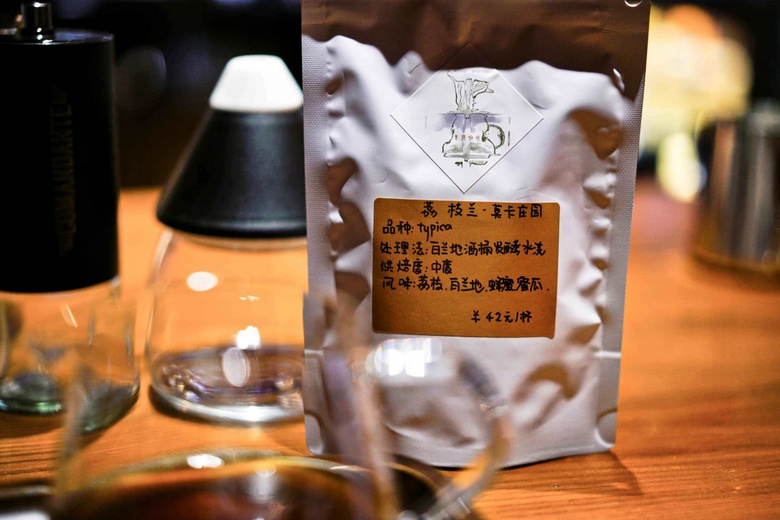 COMANDANTE
荔枝兰·莫卡庄园
品种:typica
处理法:百兰地酒桶发酵水洗
烘焙度:中度
风味:荔枝.百兰地.蜂蜜.蜜瓜.
¥42元/杯